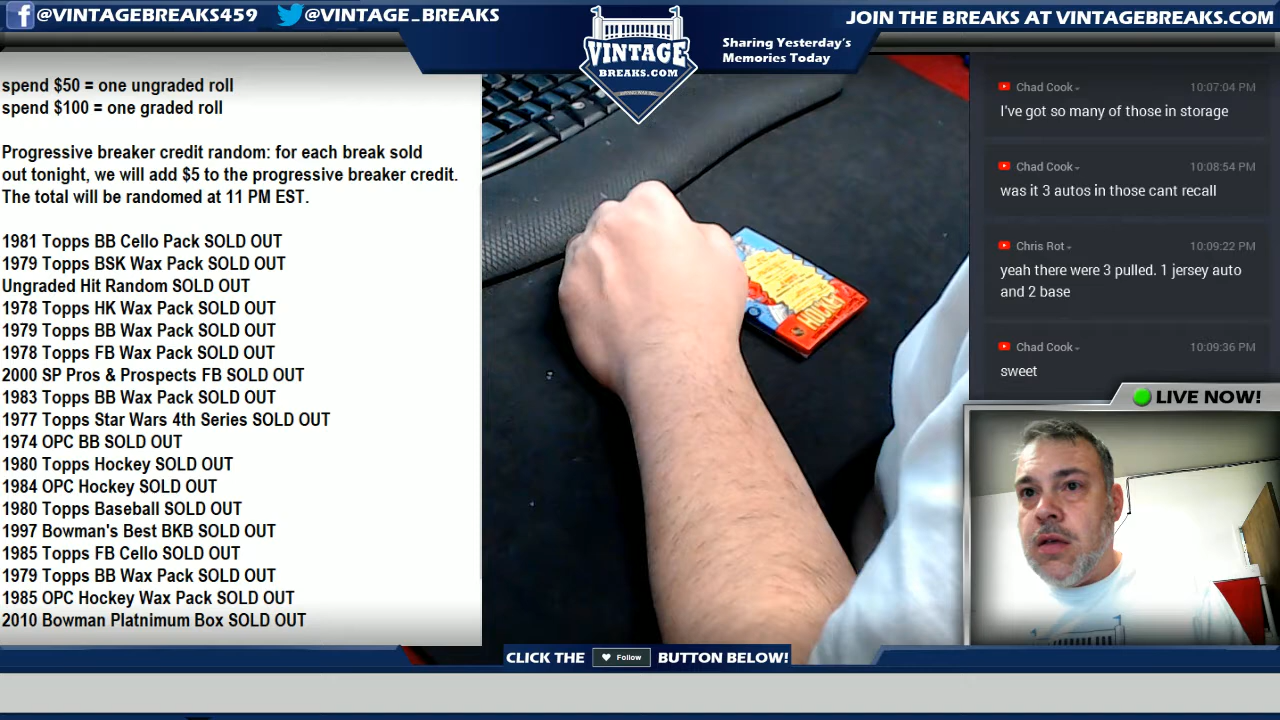 @VINTAGEBREAKS459
@VINTAGE_BREAKS
VINTAGE
BREAKS.COM
Sharing Yesterday's
Memories Today
JOIN THE BREAKS AT VINTAGEBREAKS.COM
spend $50 = one ungraded roll
spend $100 = one graded roll
Progressive breaker credit random: for each break sold
out tonight, we will add $5 to the progressive breaker credit.
The total will be randomed at 11 PM EST.
1981 Topps BB Cello Pack SOLD OUT
1979 Topps BSK Wax Pack SOLD OUT
Ungraded Hit Random SOLD OUT
1978 Topps HK Wax Pack SOLD OUT
1979 Topps BB Wax Pack SOLD OUT
1978 Topps FB Wax Pack SOLD OUT
2000 SP Pros & Prospects FB SOLD OUT
1983 Topps BB Wax Pack SOLD OUT
1977 Topps Star Wars 4th Series SOLD OUT
1974 OPC BB SOLD OUT
1980 Topps Hockey SOLD OUT
1984 OPC Hockey SOLD OUT
1980 Topps Baseball SOLD OUT
1997 Bowman's Best BKB SOLD OUT
1985 Topps FB Cello SOLD OUT
1979 Topps BB Wax Pack SOLD OUT
1985 OPC Hockey Wax Pack SOLD OUT
2010 Bowman Platnimum Box SOLD OUT
Chad Cook 10:07:04 PM
I've got so many of those in storage
Chad Cook 10:08:54 PM
was it 3 autos in those cant recall
Chris Rot 10:09:22 PM
yeah there were 3 pulled. 1 jersey auto
and 2 base
Chad Cook 10:09:36 PM
sweet
LIVE NOW!
CLICK THE Follow BUTTON BELOW!